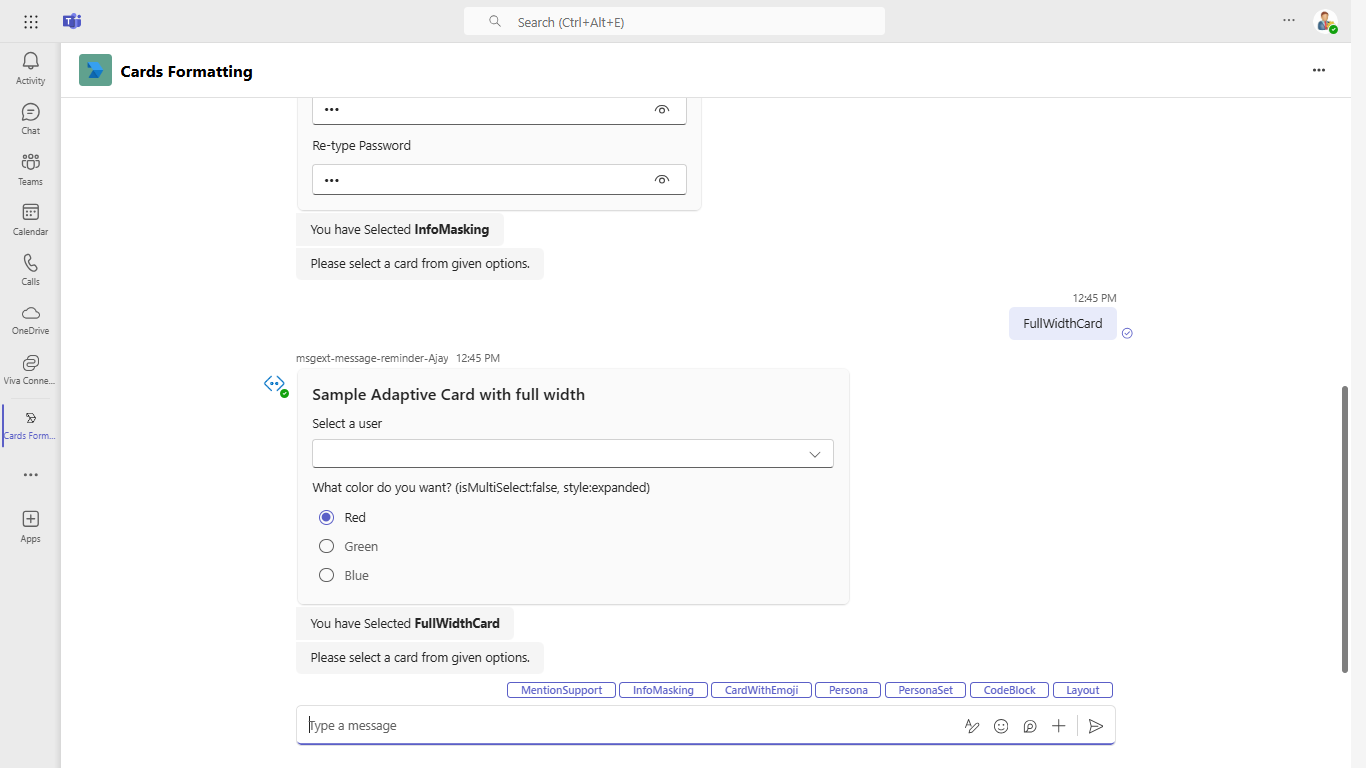 Search (Ctrl+Alt+E)
Activity
Chat
Teams
Calendar
Calls
OneDrive
Viva Conne...
Cards Form...
Apps
Cards Formatting
•••
Re-type Password
•••
You have Selected InfoMasking
Please select a card from given options.
12:45 PM
FullWidthCard
msgext-message-reminder-Ajay 12:45 PM
Sample Adaptive Card with full width
Select a user
What color do you want? (isMultiSelect:false, style:expanded)
Red
Green
Blue
You have Selected FullWidthCard
Please select a card from given options.
MentionSupport InfoMasking CardWithEmoji Persona PersonaSet CodeBlock Layout
Type a message